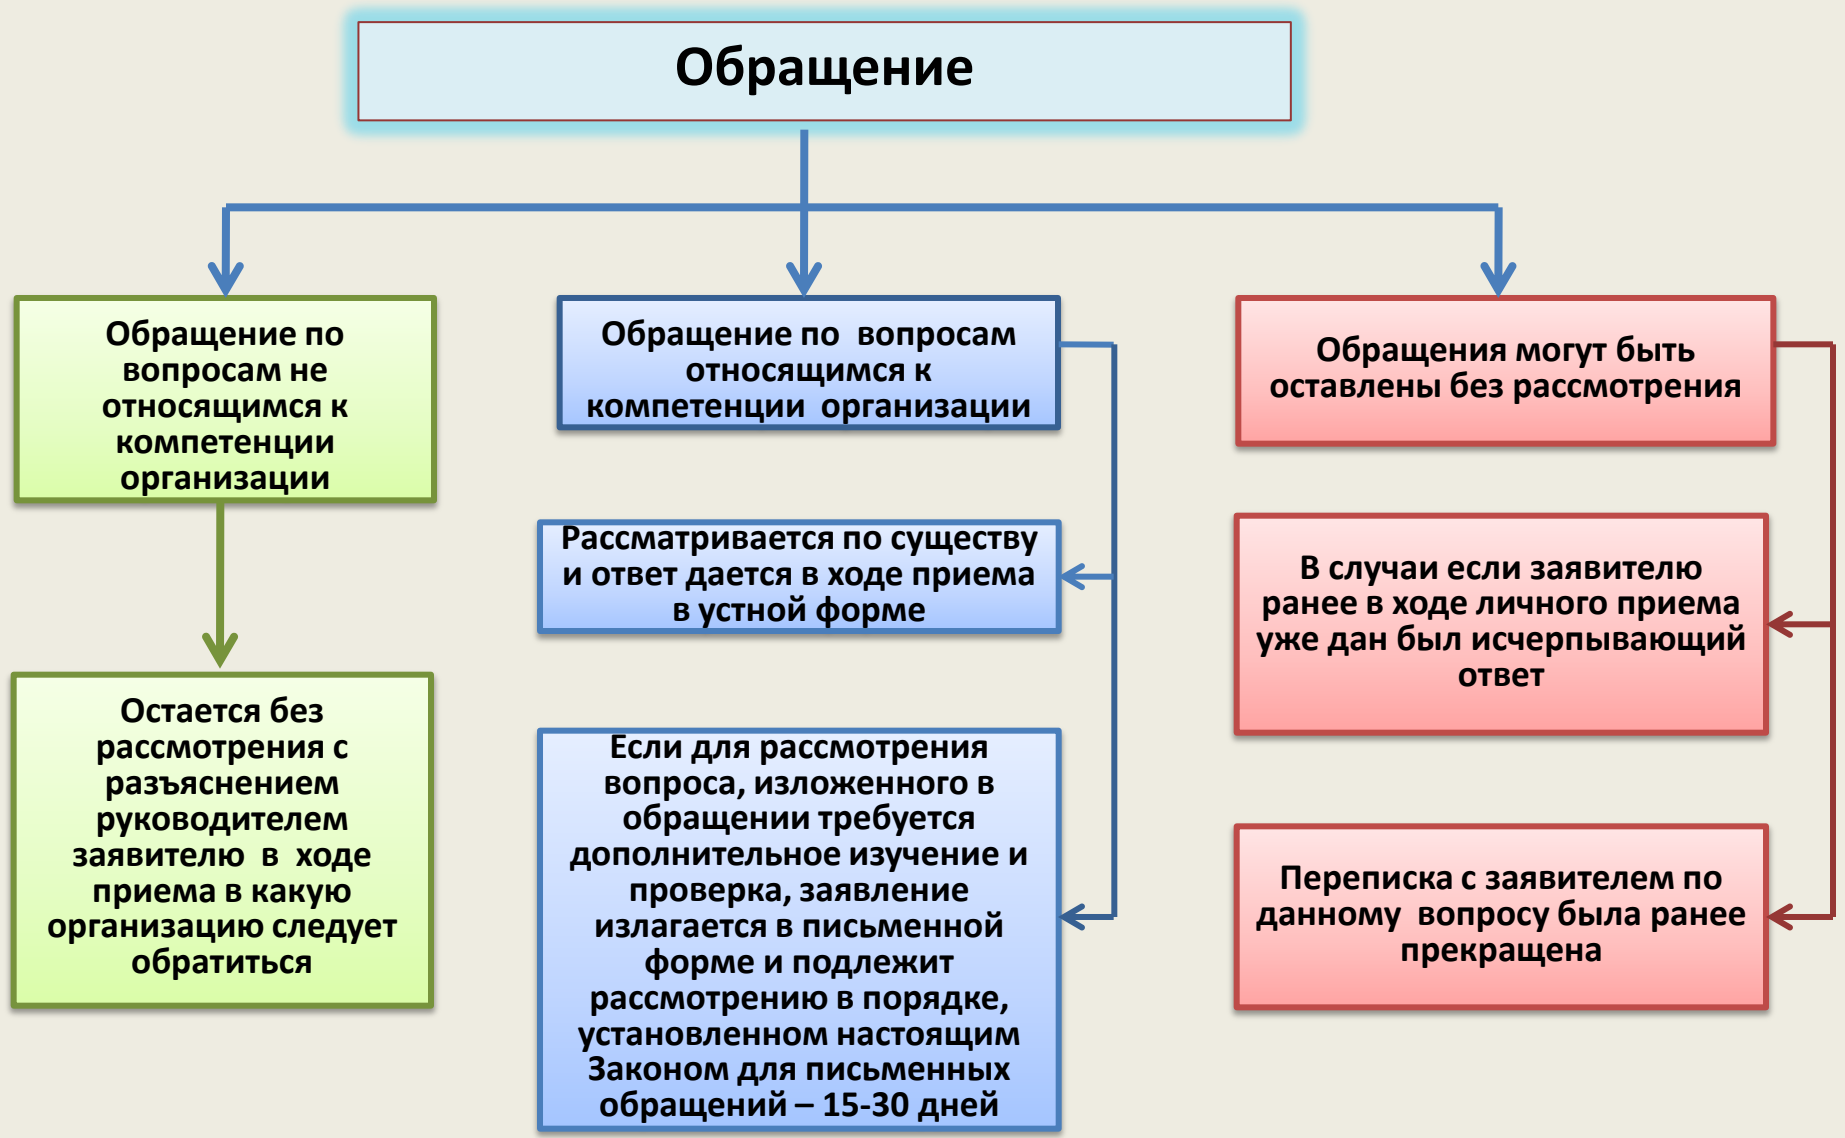 Обращение
Обращение по
вопросам не
относящимся к
компетенции
организации
Остается без
рассмотрения с
разъяснением
руководителем
заявителю в ходе
приема в какую
организацию следует
обратиться
Обращение по вопросам
относящимся к
компетенции организации
Рассматривается по существу
и ответ дается в ходе приема
в устной форме
Если для рассмотрения
вопроса, изложенного в
обращении требуется
дополнительное изучение и
проверка, заявление
излагается в письменной
форме и подлежит
рассмотрению в порядке,
установленном настоящим
Законом для письменных
обращений – 15-30 дней
Обращения могут быть
оставлены без рассмотрения
В случаи если заявителю
ранее в ходе личного приема
уже дан был исчерпывающий
ответ
Переписка с заявителем по
данному вопросу была ранее
прекращена